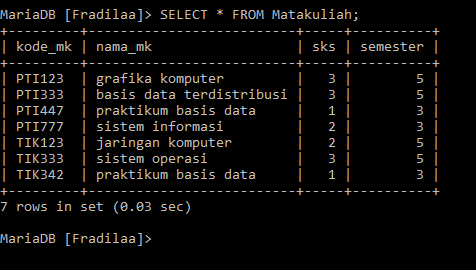 MariaDB [Fradilaa]> SELECT * FROM Matakuliah;
+---------+-------------------------+------+----------+
| kode_mk | nama_mk                 | sks  | semester |
+---------+-------------------------+------+----------+
| PTI123  | grafika komputer        |    3 |        5 |
| PTI333  | basis data terdistribusi |    3 |        5 |
| PTI447  | praktikum basis data    |    1 |        3 |
| PTI777  | sistem informasi        |    2 |        3 |
| TIK123  | jaringan komputer       |    2 |        5 |
| TIK333  | sistem operasi          |    3 |        5 |
| TIK342  | praktikum basis data    |    1 |        3 |
+---------+-------------------------+------+----------+
7 rows in set (0.03 sec)
MariaDB [Fradilaa]>